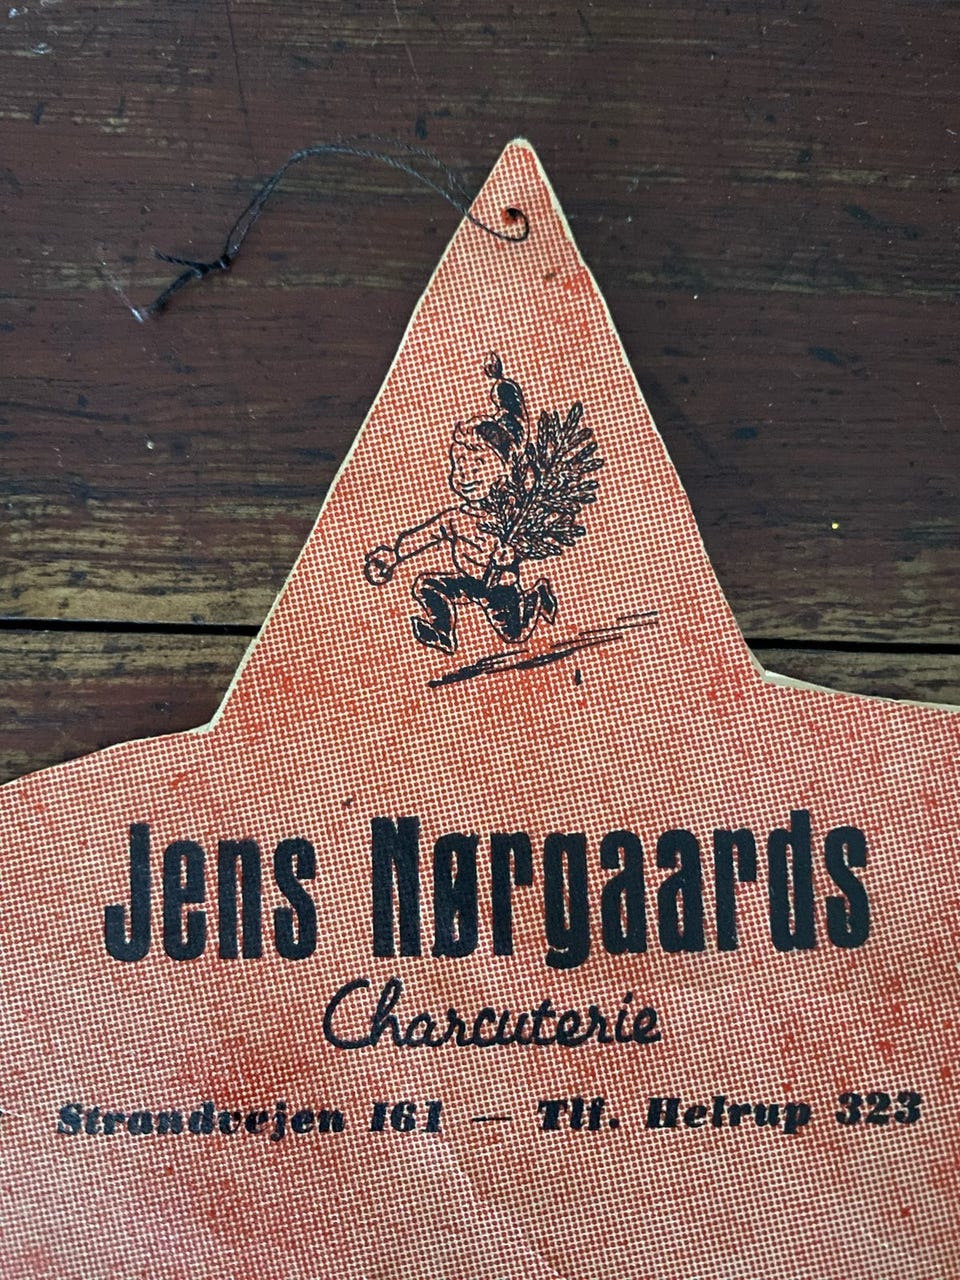 Jens Nørgaards
Charcuterie
Strandvejen 161 — Tlf. Helrup 323